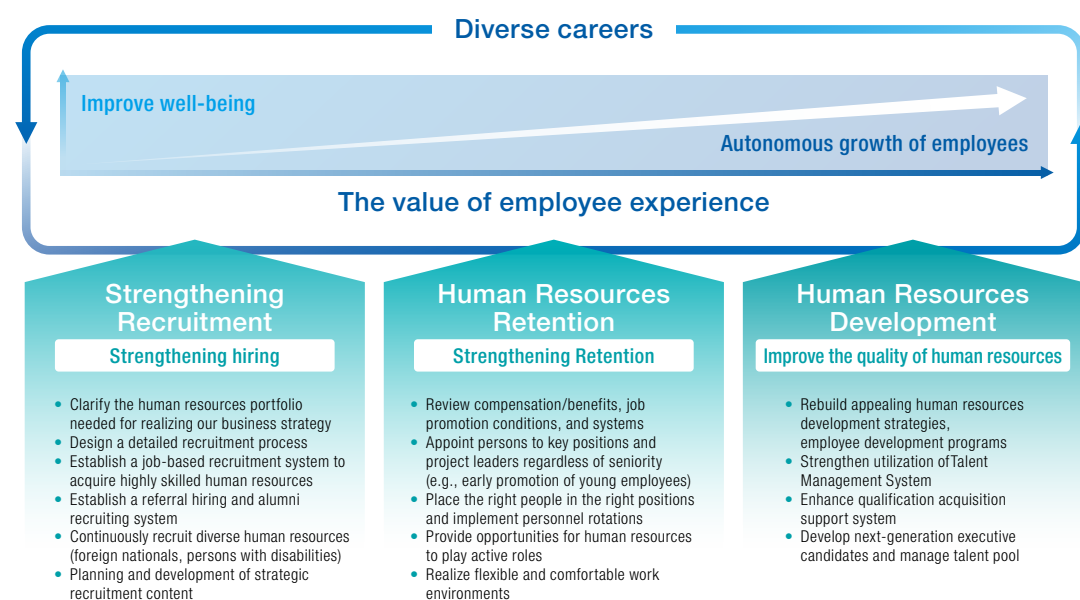 Diverse careers
Improve well-being
Autonomous growth of employees
The value of employee experience
Strengthening
Recruitment
Strengthening hiring
• Clarify the human resources portfolio
needed for realizing our business strategy
• Design a detailed recruitment process
• Establish a job-based recruitment system to
acquire highly skilled human resources
• Establish a referral hiring and alumni
recruiting system
• Continuously recruit diverse human resources
(foreign nationals, persons with disabilities)
• Planning and development of strategic
recruitment content
Human Resources
Retention
Strengthening Retention
• Review compensation/benefits, job
promotion conditions, and systems
• Appoint persons to key positions and
project leaders regardless of seniority
(e.g., early promotion of young employees)
• Place the right people in the right positions
and implement personnel rotations
• Provide opportunities for human resources
to play active roles
• Realize flexible and comfortable work
environments
Human Resources
Development
Improve the quality of human resources
• Rebuild appealing human resources
development strategies,
employee development programs
• Strengthen utilization of Talent
Management System
• Enhance qualification acquisition
support system
• Develop next-generation executive
candidates and manage talent pool